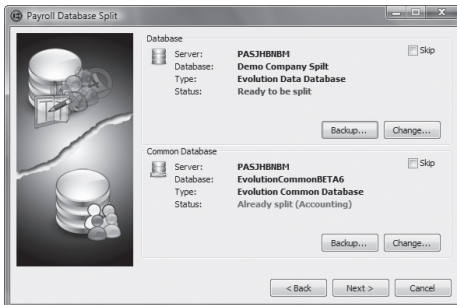 Payroll Database Split
Database
Skip
Server: PASJHBNBM
Database: Demo Company Spilt
Type: Evolution Data Database
Status: Ready to be split
Backup... Change...
Common Database
Skip
Server: PASJHBNBM
Database: EvolutionCommonBETA6
Type: Evolution Common Database
Status: Already split (Accounting)
Backup... Change...
< Back Next > Cancel